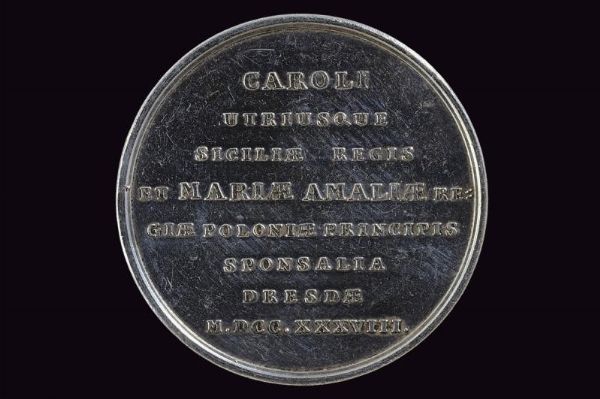 CAROLI
UTRIUSQUE
SICILIÆ REGIS
ET MARIÆ AMALIÆ RE:
GIÆ POLONIÆ PRINCIPIS
SPONSALIA
DRESDÆ
M.DCC.XXXVIII.